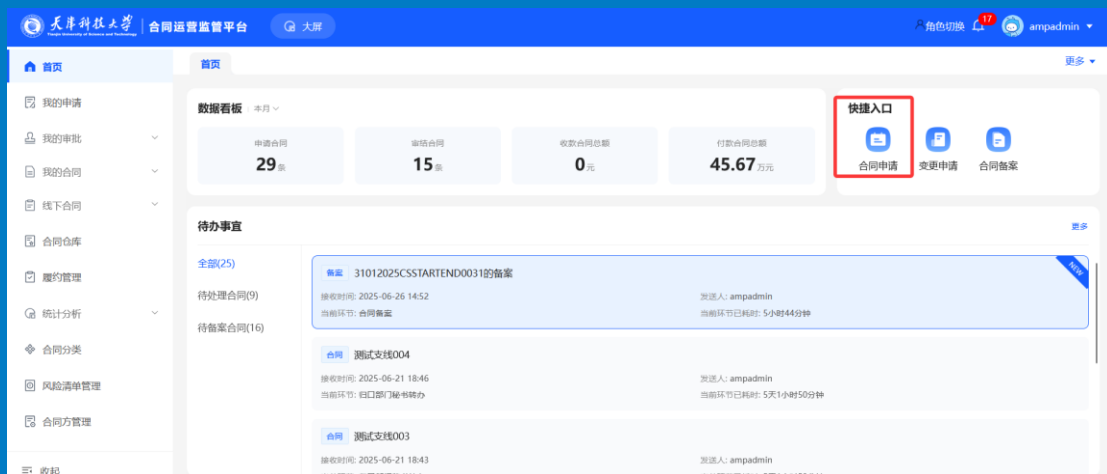 天津科技大学 合同运营监管平台 大屏 角色切换 17 ampadmin
Tianjin University of Science and Technology
首页
我的申请
我的审批
我的合同
线下合同
合同仓库
履约管理
统计分析
合同分类
风险清单管理
合同方管理
收起
首页 更多
数据看板 本月
申请合同
29条
审结合同
15条
收款合同总额
0元
付款合同总额
45.67万元
快捷入口
合同申请 变更申请 合同备案
待办事宜 更多
全部(25)
待处理合同(9)
待备案合同(16)
备案 31012025CSSTARTEND0031的备案 NEW
接收时间: 2025-06-26 14:52 发送人: ampadmin
当前环节: 合同备案 当前环节已耗时: 5小时44分钟
合同 测试支线004
接收时间: 2025-06-21 18:46 发送人: ampadmin
当前环节: 归口部门秘书转办 当前环节已耗时: 5天1小时50分钟
合同 测试支线003
接收时间: 2025-06-21 18:43 发送人: ampadmin